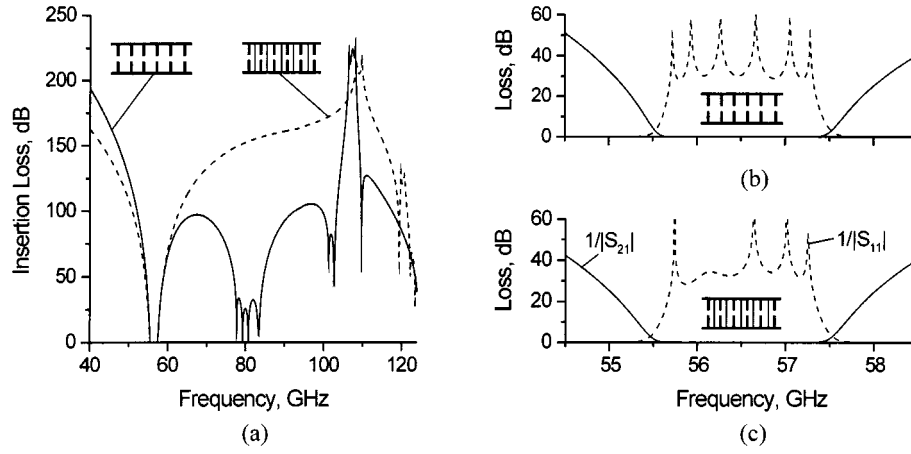 250
200
150
100
50
0
Insertion Loss, dB
40 60 80 100 120
Frequency, GHz
(a)
60
40
20
0
Loss, dB
(b)
60
40
20
0
Loss, dB
1/|S21|
1/|S11|
55 56 57 58
Frequency, GHz
(c)